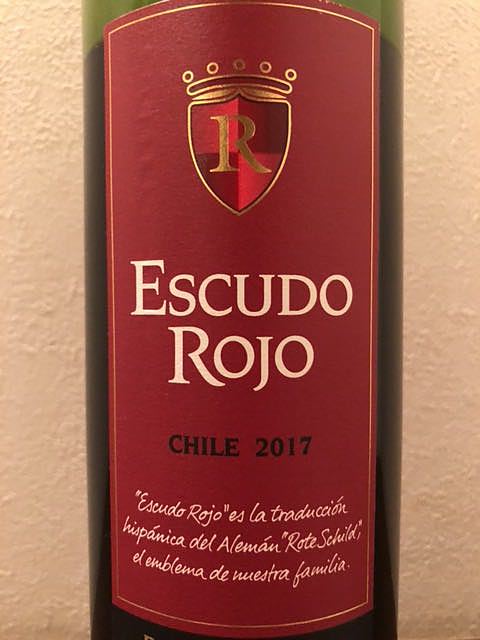 R
ESCUDO
ROJO
CHILE 2017
"Escudo Rojo" es la traducción
hispánica del Alemán "Rote Schild",
el emblema de nuestra familia.